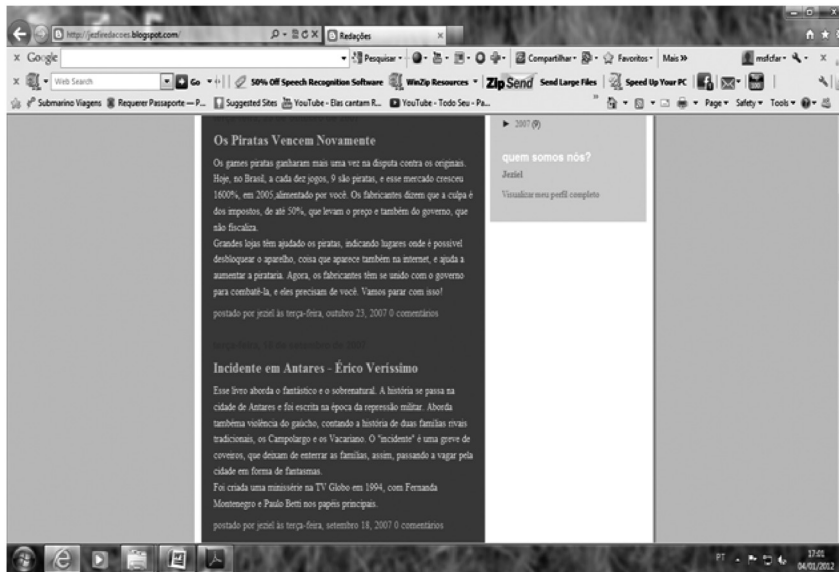 http://jezfiredacoes.blogspot.com/
Redações
x Google
Pesquisar
Compartilhar
Favoritos
Mais »
msfcfar
x
Web Search
Go
50% Off Speech Recognition Software
WinZip Resources
ZipSend
Send Large Files
Speed Up Your PC
Submarino Viagens
Requerer Passaporte — P...
Suggested Sites
YouTube - Elas cantam R...
YouTube - Todo Seu - Pa...
Page
Safety
Tools
Os Piratas Vencem Novamente
Os games piratas ganharam mais uma vez na disputa contra os originais.
Hoje, no Brasil, a cada dez jogos, 9 são piratas, e esse mercado cresceu
1600%, em 2005,alimentado por você. Os fabricantes dizem que a culpa é
dos impostos, de até 50%, que levam o preço e também do governo, que
não fiscaliza.
Grandes lojas têm ajudado os piratas, indicando lugares onde é possivel
desbloquear o aparelho, coisa que aparece também na internet, e ajuda a
aumentar a pirataria. Agora, os fabricantes têm se unido com o governo
para combatê-la, e eles precisam de você. Vamos parar com isso!
postado por jeziel às terça-feira, outubro 23, 2007 0 comentários
terça-feira, 18 de setembro de 2007
Incidente em Antares - Érico Veríssimo
Esse livro aborda o fantástico e o sobrenatural. A história se passa na
cidade de Antares e foi escrita na época da repressão militar. Aborda
tambéma violência do gaúcho, contando a história de duas famílias rivais
tradicionais, os Campolargo e os Vacariano. O "incidente" é uma greve de
coveiros, que deixam de enterrar as famílias, assim, passando a vagar pela
cidade em forma de fantasmas.
Foi criada uma minissérie na TV Globo em 1994, com Fernanda
Montenegro e Paulo Betti nos papéis principais.
postado por jeziel às terça-feira, setembro 18, 2007 0 comentários
► 2007 (9)
quem somos nós?
Jeziel
Visualizar meu perfil completo
PT
17:01
04/01/2012